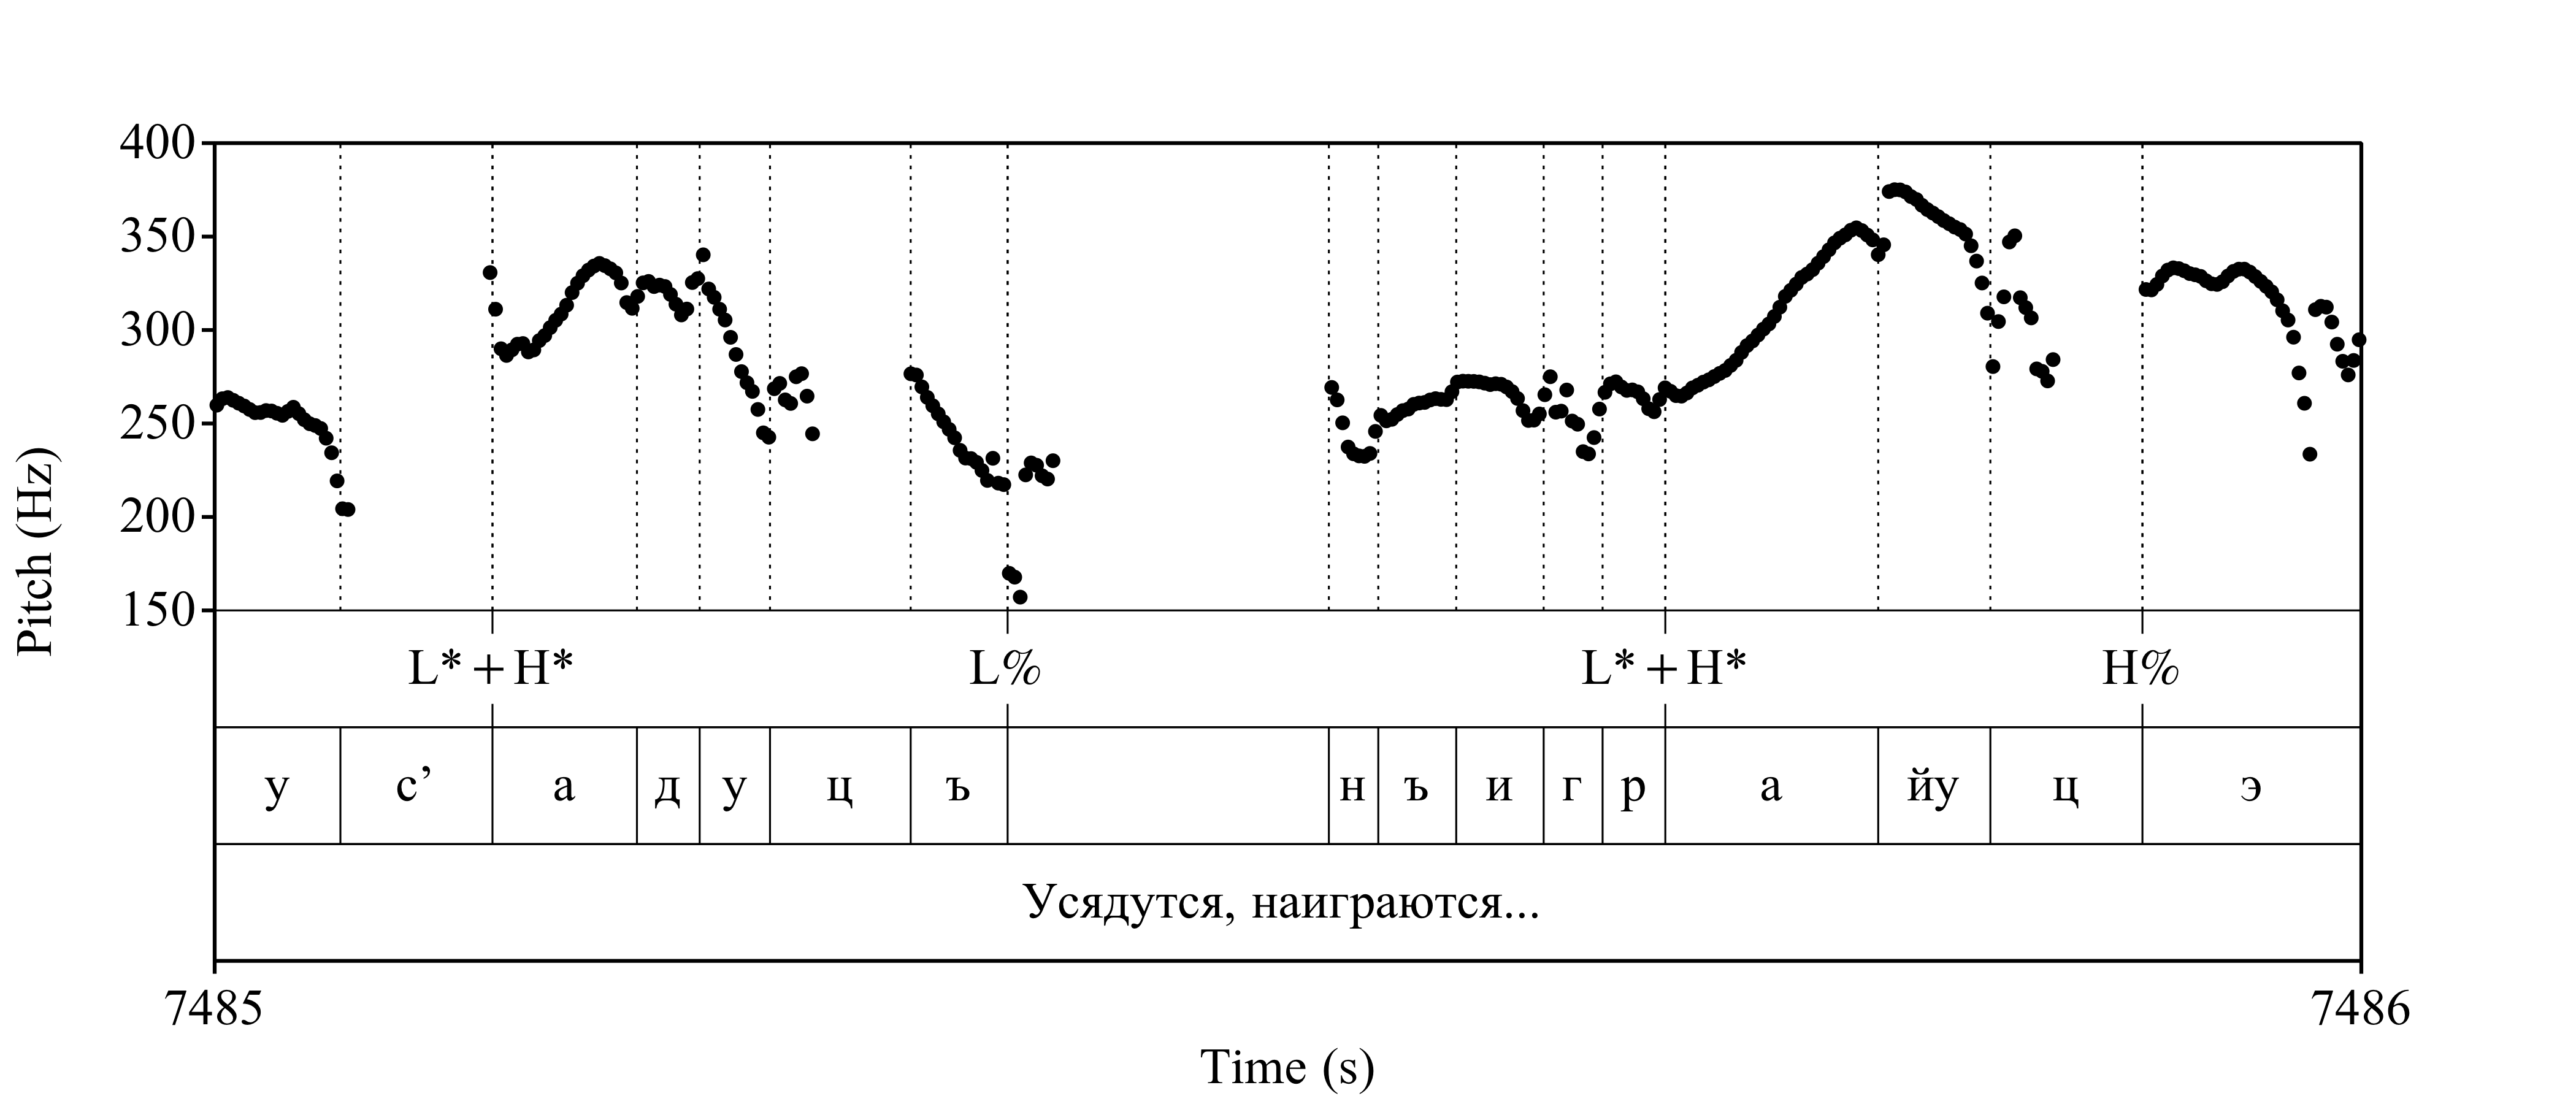 400
350
300
250
200
150
Pitch (Hz)
L* + H* L% L* + H* H%
у с’ а д у ц ъ н ъ и г р а йу ц э
Усядутся, наиграются...
7485 7486
Time (s)